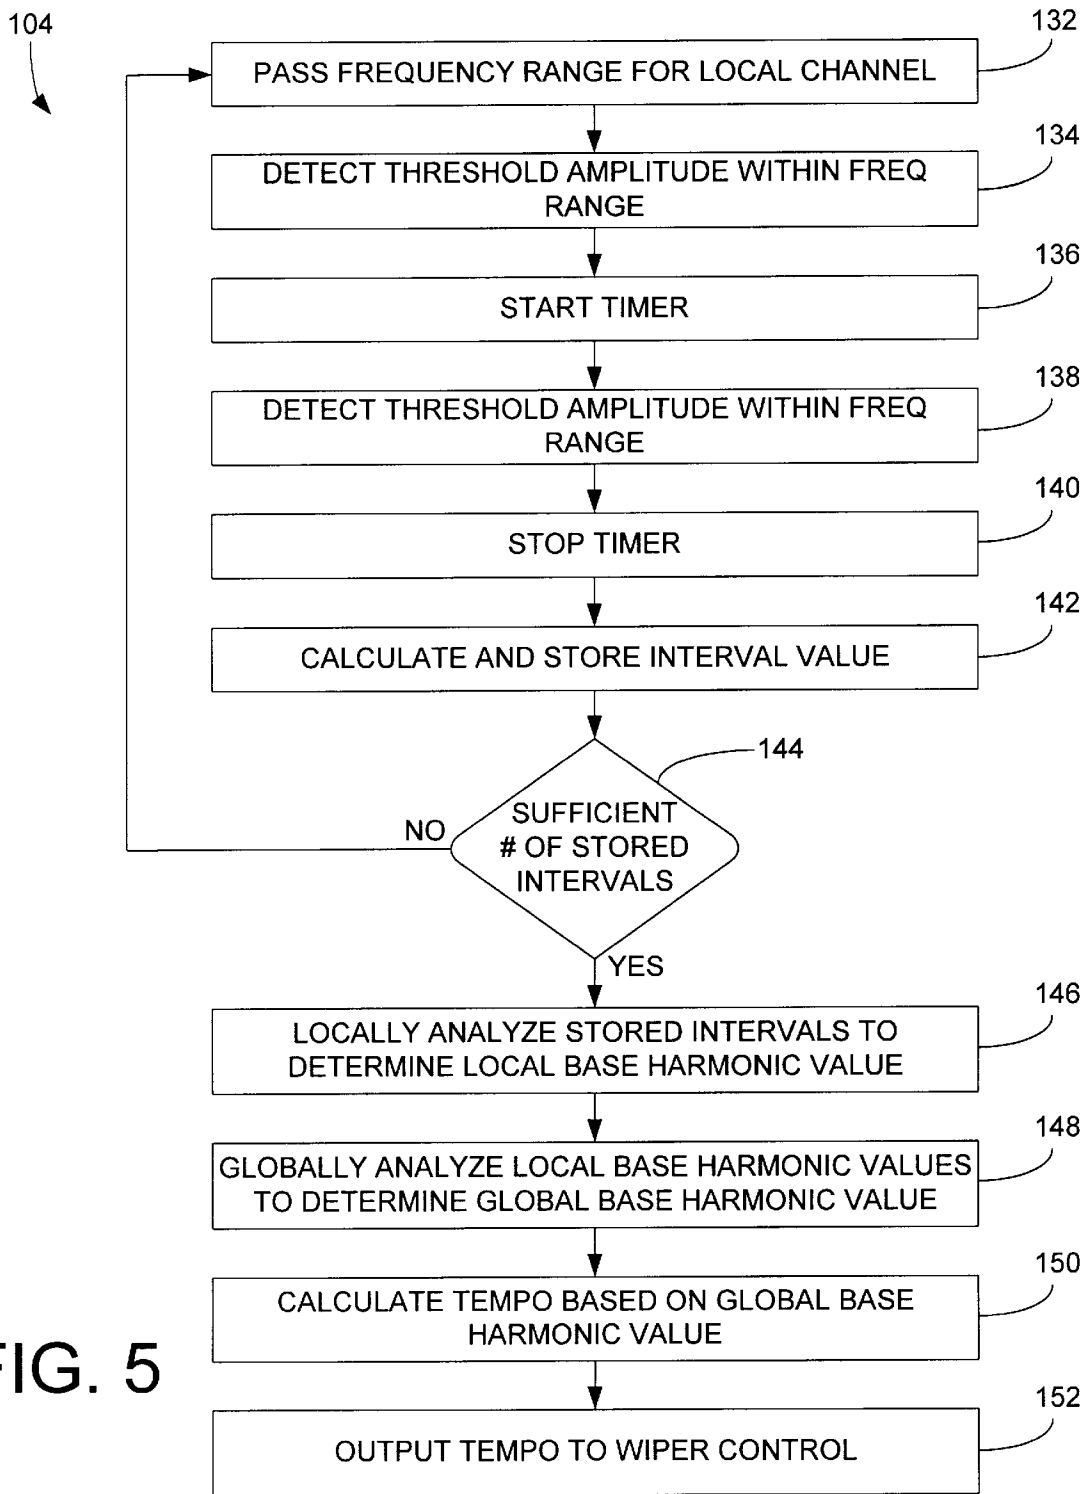 104
132
PASS FREQUENCY RANGE FOR LOCAL CHANNEL
134
DETECT THRESHOLD AMPLITUDE WITHIN FREQ
RANGE
136
START TIMER
138
DETECT THRESHOLD AMPLITUDE WITHIN FREQ
RANGE
140
STOP TIMER
142
CALCULATE AND STORE INTERVAL VALUE
144
SUFFICIENT
# OF STORED
INTERVALS
NO
YES
146
LOCALLY ANALYZE STORED INTERVALS TO
DETERMINE LOCAL BASE HARMONIC VALUE
148
GLOBALLY ANALYZE LOCAL BASE HARMONIC VALUES
TO DETERMINE GLOBAL BASE HARMONIC VALUE
150
CALCULATE TEMPO BASED ON GLOBAL BASE
HARMONIC VALUE
152
OUTPUT TEMPO TO WIPER CONTROL
FIG. 5